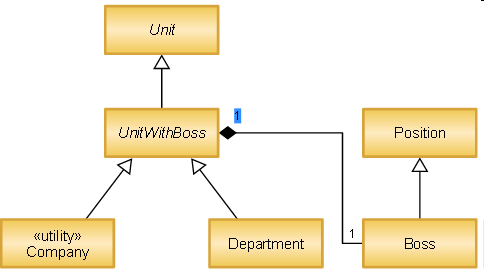 Unit
1
UnitWithBoss
Position
«utility»
Company
Department
1
Boss